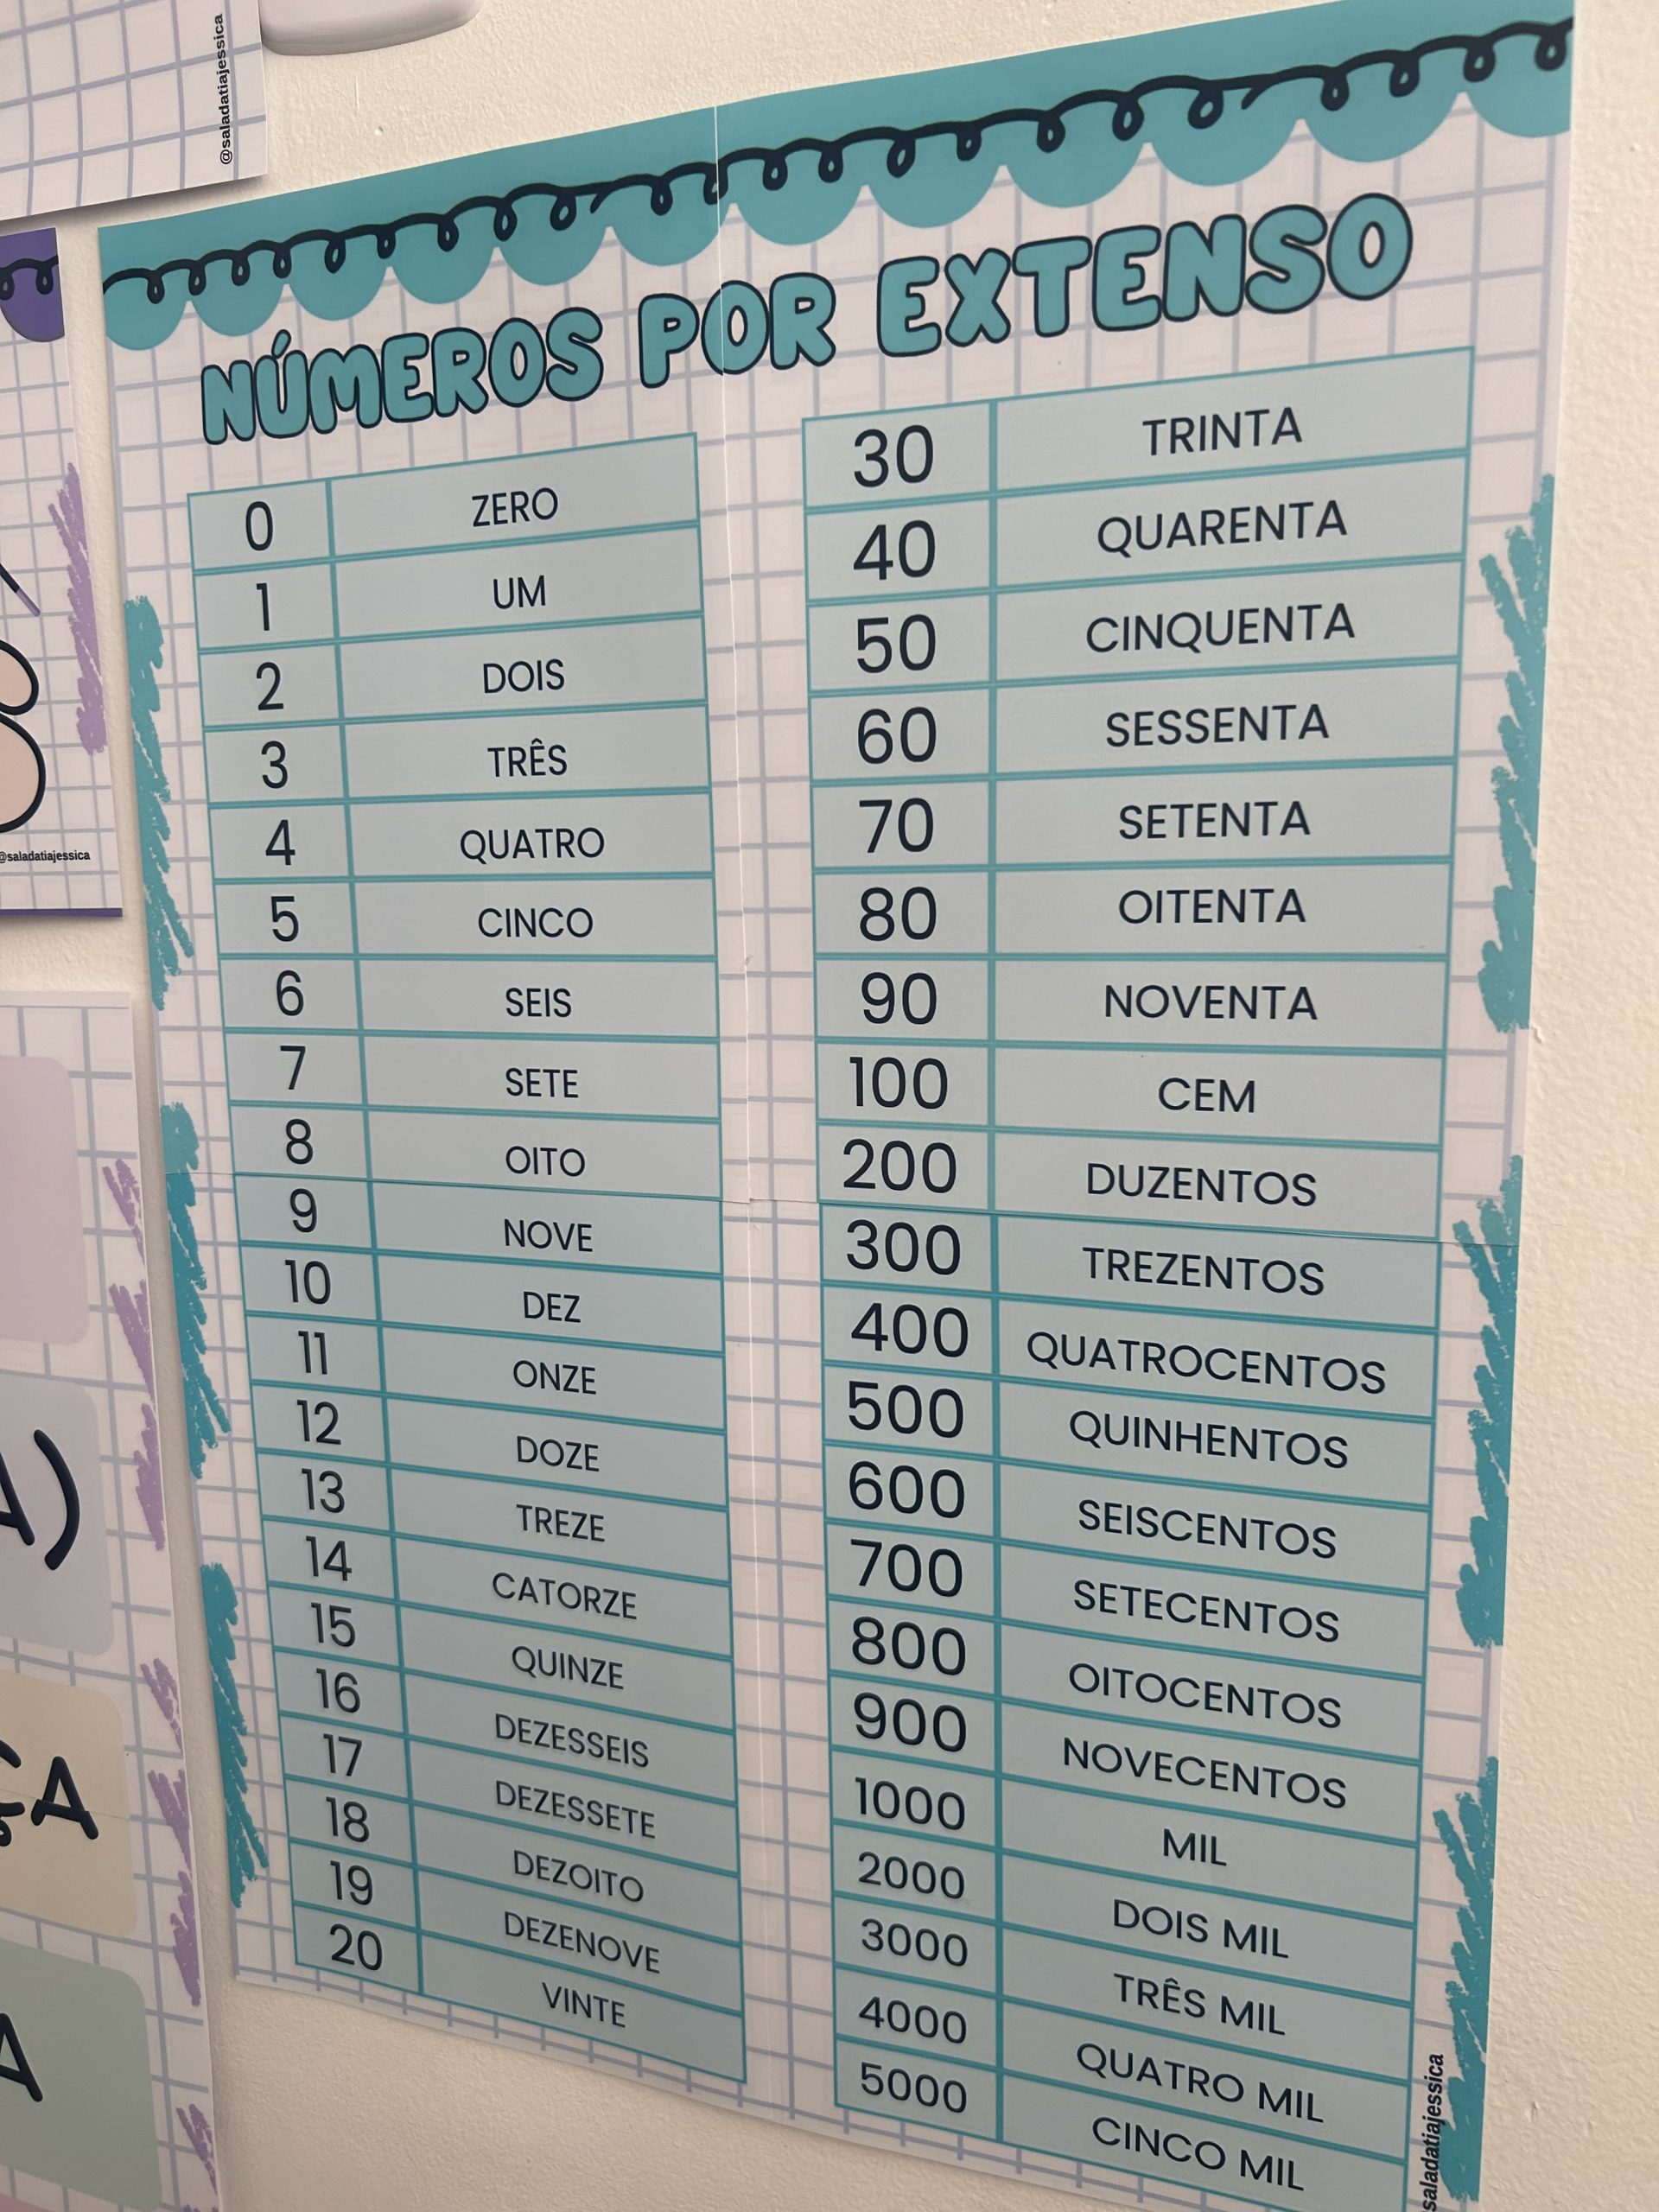 @saladatiajessica
NÚMEROS POR EXTENSO
0 ZERO
1 UM
2 DOIS
3 TRÊS
4 QUATRO
5 CINCO
6 SEIS
7 SETE
8 OITO
9 NOVE
10 DEZ
11 ONZE
12 DOZE
13 TREZE
14 CATORZE
15 QUINZE
16 DEZESSEIS
17 DEZESSETE
18 DEZOITO
19 DEZENOVE
20 VINTE
30 TRINTA
40 QUARENTA
50 CINQUENTA
60 SESSENTA
70 SETENTA
80 OITENTA
90 NOVENTA
100 CEM
200 DUZENTOS
300 TREZENTOS
400 QUATROCENTOS
500 QUINHENTOS
600 SEISCENTOS
700 SETECENTOS
800 OITOCENTOS
900 NOVECENTOS
1000 MIL
2000 DOIS MIL
3000 TRÊS MIL
4000 QUATRO MIL
5000 CINCO MIL
saladatiajessica
@saladatiajessica
A)
ÇA
A